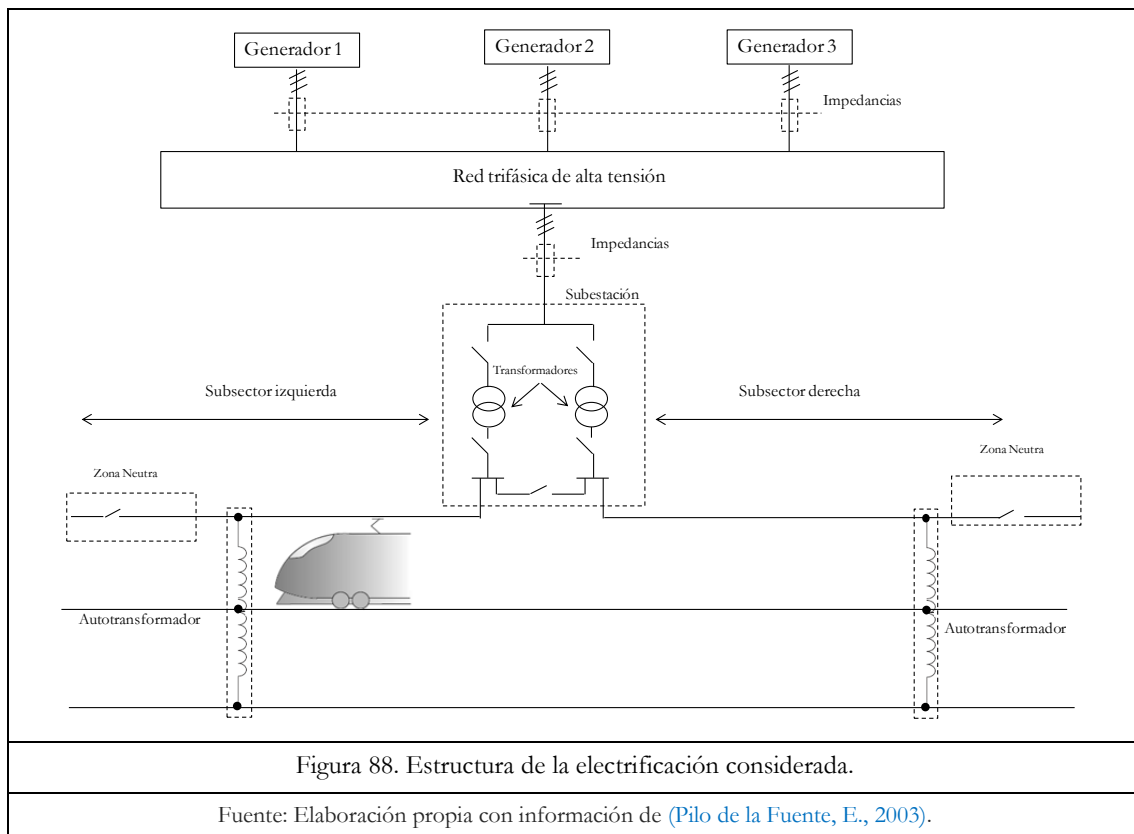 Generador 1
Generador 2
Generador 3
Impedancias
Red trifásica de alta tensión
Impedancias
Subestación
Transformadores
Subsector izquierda
Subsector derecha
Zona Neutra
Zona Neutra
Autotransformador
Autotransformador
Figura 88. Estructura de la electrificación considerada.
Fuente: Elaboración propia con información de (Pilo de la Fuente, E., 2003).